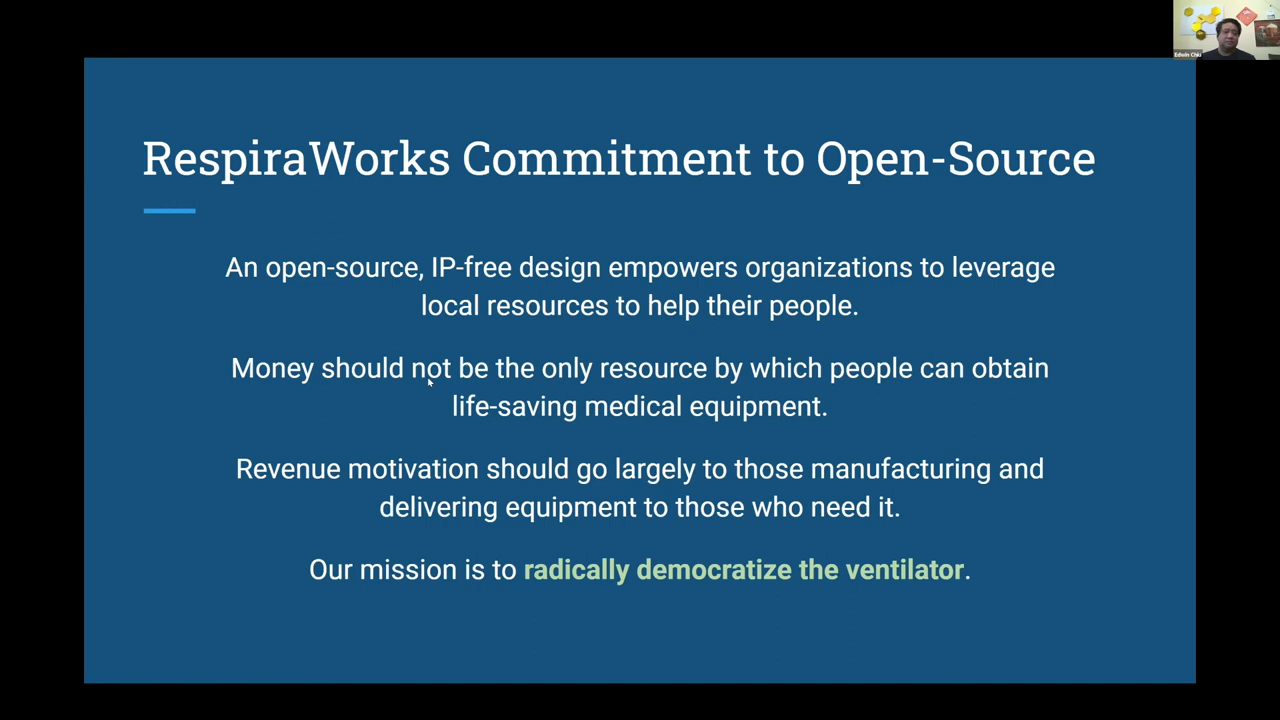 RespiraWorks Commitment to Open-Source
An open-source, IP-free design empowers organizations to leverage
local resources to help their people.
Money should not be the only resource by which people can obtain
life-saving medical equipment.
Revenue motivation should go largely to those manufacturing and
delivering equipment to those who need it.
Our mission is to radically democratize the ventilator.